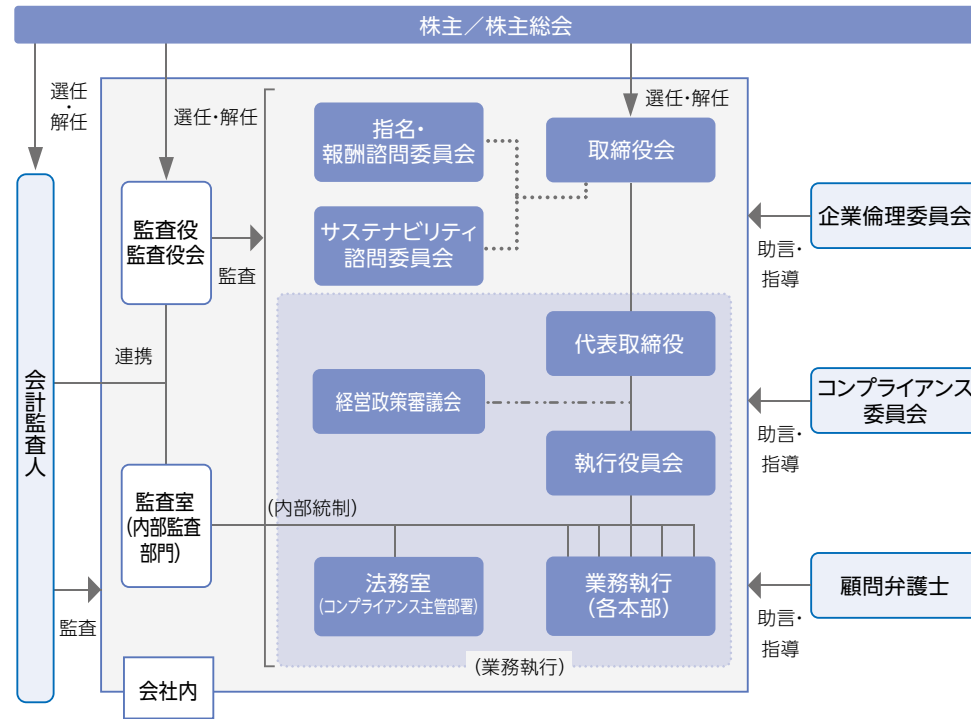 株主／株主総会
選任・
解任
選任・解任
選任・解任
指名・
報酬諮問委員会
取締役会
監査役
監査役会
監査
サステナビリティ
諮問委員会
企業倫理委員会
助言・
指導
代表取締役
連携
会計監査人
経営政策審議会
コンプライアンス
委員会
助言・
指導
執行役員会
監査室
(内部監査
部門)
(内部統制)
法務室
(コンプライアンス主管部署)
業務執行
(各本部)
顧問弁護士
助言・
指導
監査
(業務執行)
会社内